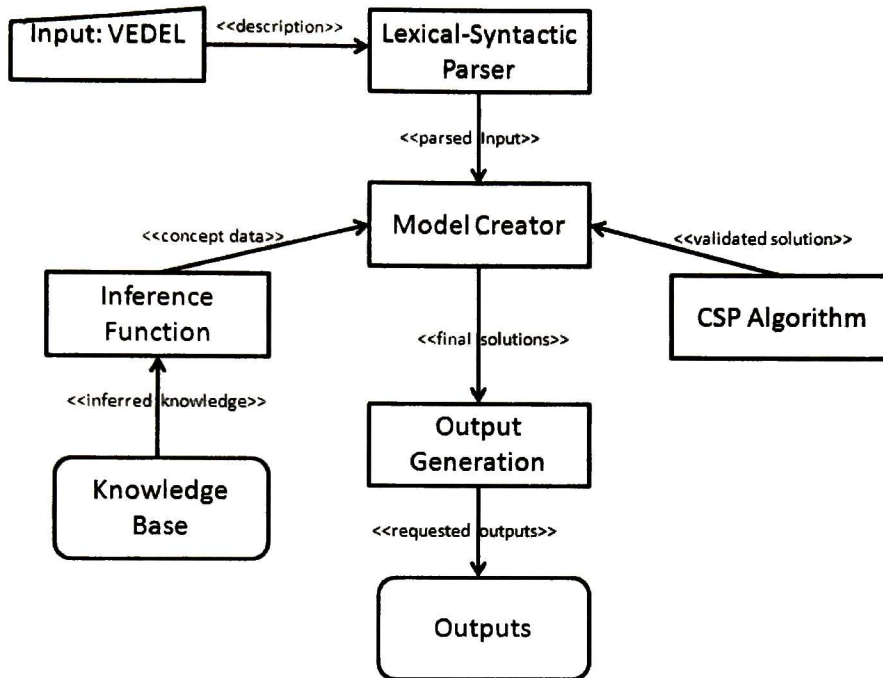 Input: VEDEL
<<description>>
Lexical-Syntactic
Parser
<<parsed Input>>
Model Creator
<<concept data>>
<<validated solution>>
Inference
Function
CSP Algorithm
<<final solutions>>
<<inferred knowledge>>
Output
Generation
Knowledge
Base
<<requested outputs>>
Outputs